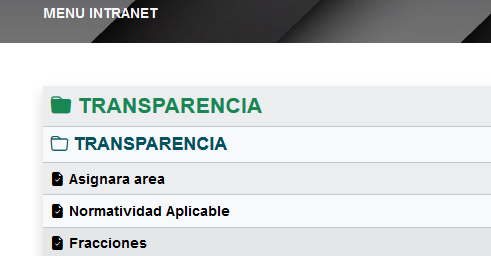 MENU INTRANET
TRANSPARENCIA
TRANSPARENCIA
Asignara area
Normatividad Aplicable
Fracciones